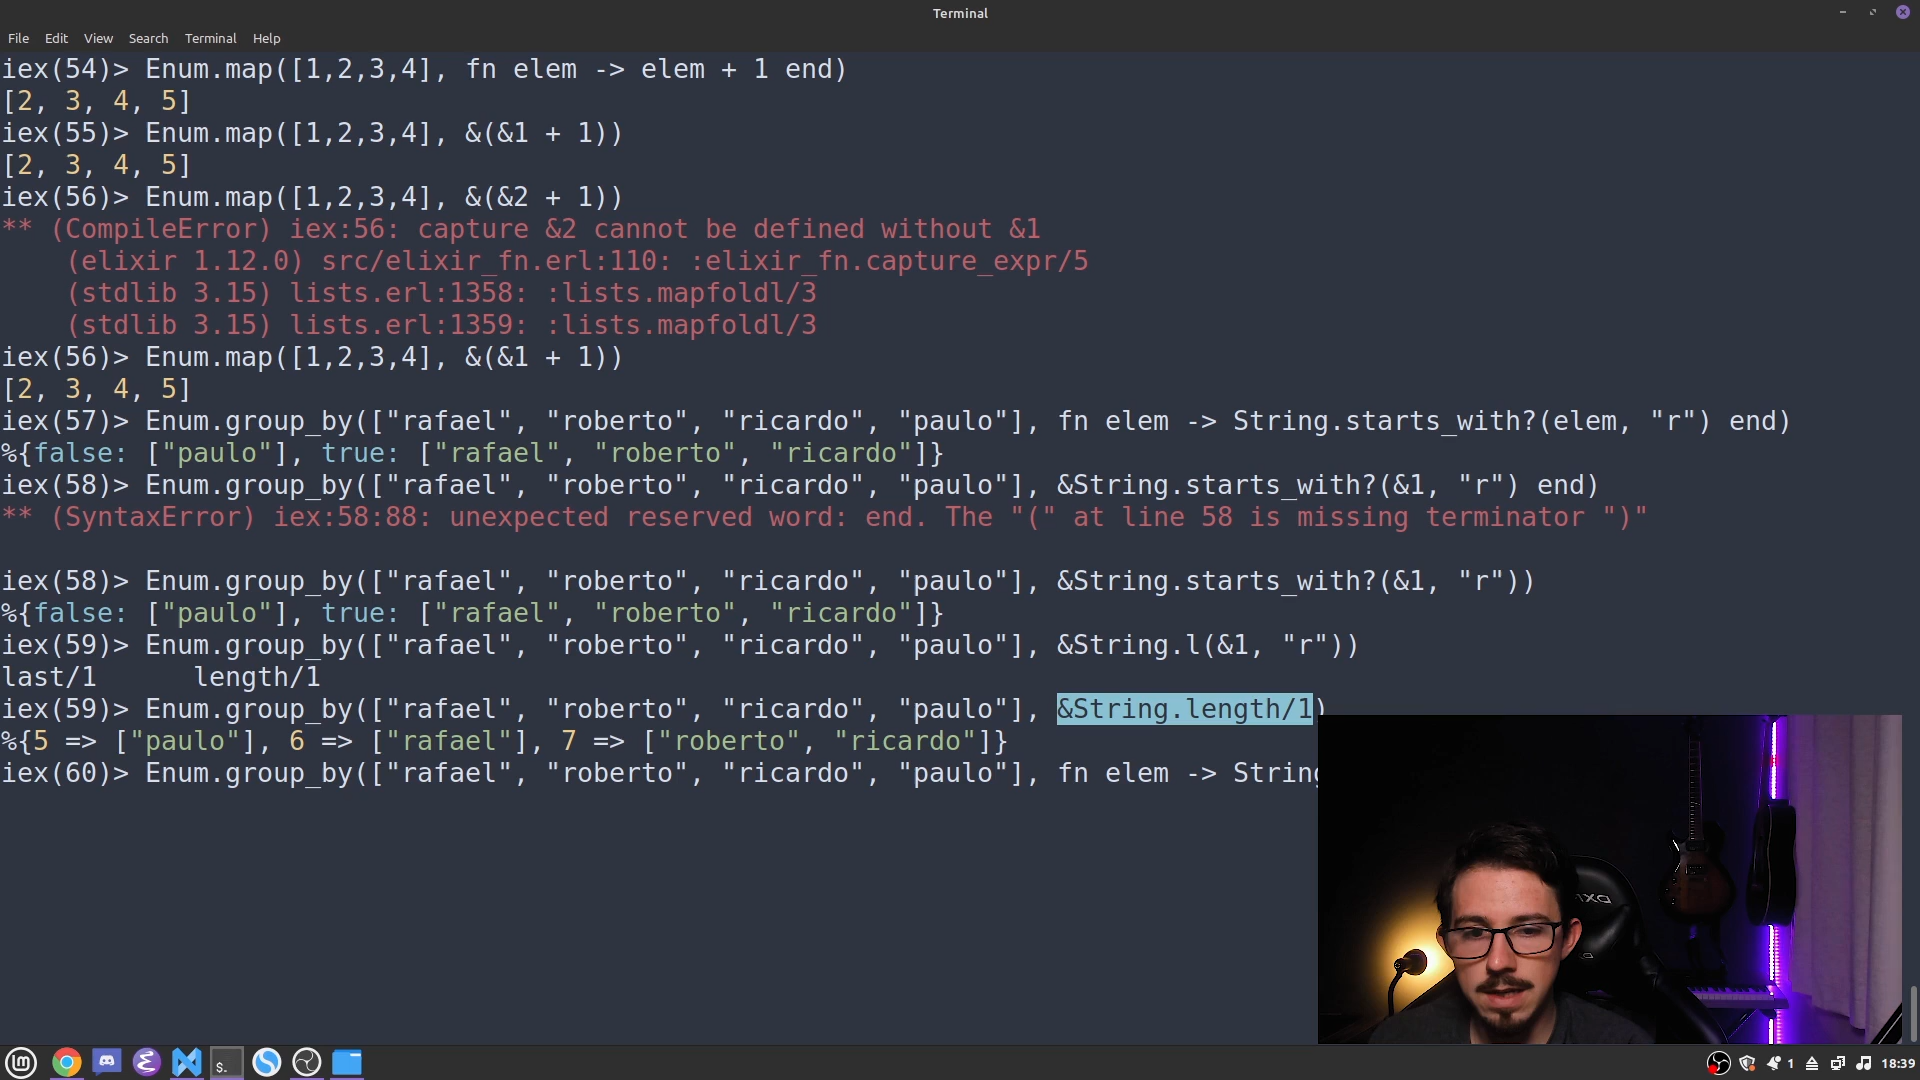 Terminal
File Edit View Search Terminal Help
iex(54)> Enum.map([1,2,3,4], fn elem -> elem + 1 end)
[2, 3, 4, 5]
iex(55)> Enum.map([1,2,3,4], &(&1 + 1))
[2, 3, 4, 5]
iex(56)> Enum.map([1,2,3,4], &(&2 + 1))
** (CompileError) iex:56: capture &2 cannot be defined without &1
    (elixir 1.12.0) src/elixir_fn.erl:110: :elixir_fn.capture_expr/5
    (stdlib 3.15) lists.erl:1358: :lists.mapfoldl/3
    (stdlib 3.15) lists.erl:1359: :lists.mapfoldl/3
iex(56)> Enum.map([1,2,3,4], &(&1 + 1))
[2, 3, 4, 5]
iex(57)> Enum.group_by(["rafael", "roberto", "ricardo", "paulo"], fn elem -> String.starts_with?(elem, "r") end)
%{false: ["paulo"], true: ["rafael", "roberto", "ricardo"]}
iex(58)> Enum.group_by(["rafael", "roberto", "ricardo", "paulo"], &String.starts_with?(&1, "r") end)
** (SyntaxError) iex:58:88: unexpected reserved word: end. The "(" at line 58 is missing terminator ")"
iex(58)> Enum.group_by(["rafael", "roberto", "ricardo", "paulo"], &String.starts_with?(&1, "r"))
%{false: ["paulo"], true: ["rafael", "roberto", "ricardo"]}
iex(59)> Enum.group_by(["rafael", "roberto", "ricardo", "paulo"], &String.l(&1, "r"))
last/1      length/1
iex(59)> Enum.group_by(["rafael", "roberto", "ricardo", "paulo"], &String.length/1)
%{5 => ["paulo"], 6 => ["rafael"], 7 => ["roberto", "ricardo"]}
iex(60)> Enum.group_by(["rafael", "roberto", "ricardo", "paulo"], fn elem -> String
1 18:39